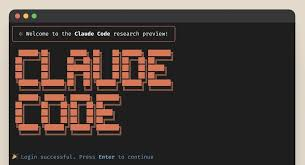 ✻ Welcome to the Claude Code research preview!
CLAUDE
CODE
🎉 Login successful. Press Enter to continue